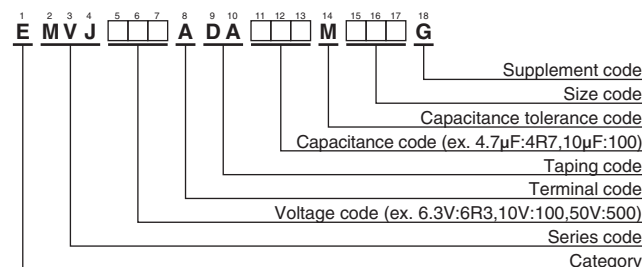 1 2 3 4 5 6 7 8 9 10 11 12 13 14 15 16 17 18
E M V J □□□ A D A □□□ M □□□ G
Supplement code
Size code
Capacitance tolerance code
Capacitance code (ex. 4.7µF:4R7,10µF:100)
Taping code
Terminal code
Voltage code (ex. 6.3V:6R3,10V:100,50V:500)
Series code
Category